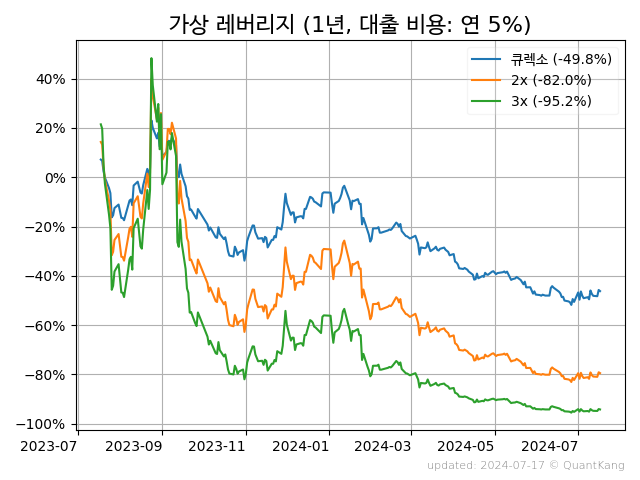 가상 레버리지 (1년, 대출 비용: 연 5%)
큐렉소 (-49.8%)
2x (-82.0%)
3x (-95.2%)
40%
20%
0%
−20%
−40%
−60%
−80%
−100%
2023-07 2023-09 2023-11 2024-01 2024-03 2024-05 2024-07
updated: 2024-07-17 © QuantKang